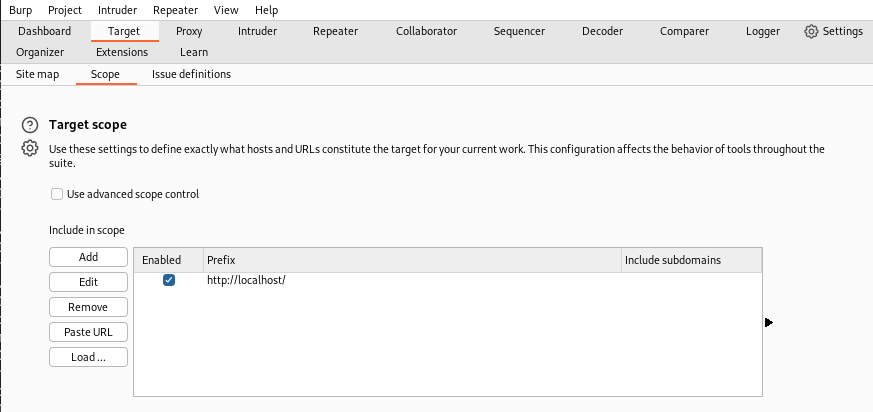 Burp Project Intruder Repeater View Help
Dashboard Target Proxy Intruder Repeater Collaborator Sequencer Decoder Comparer Logger Settings
Organizer Extensions Learn
Site map Scope Issue definitions
Target scope
Use these settings to define exactly what hosts and URLs constitute the target for your current work. This configuration affects the behavior of tools throughout the
suite.
Use advanced scope control
Include in scope
Add Enabled Prefix Include subdomains
Edit http://localhost/
Remove
Paste URL
Load ...